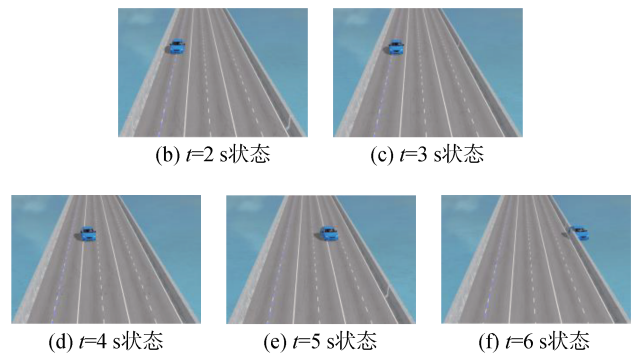 (b) t=2 s状态
(c) t=3 s状态
(d) t=4 s状态
(e) t=5 s状态
(f) t=6 s状态